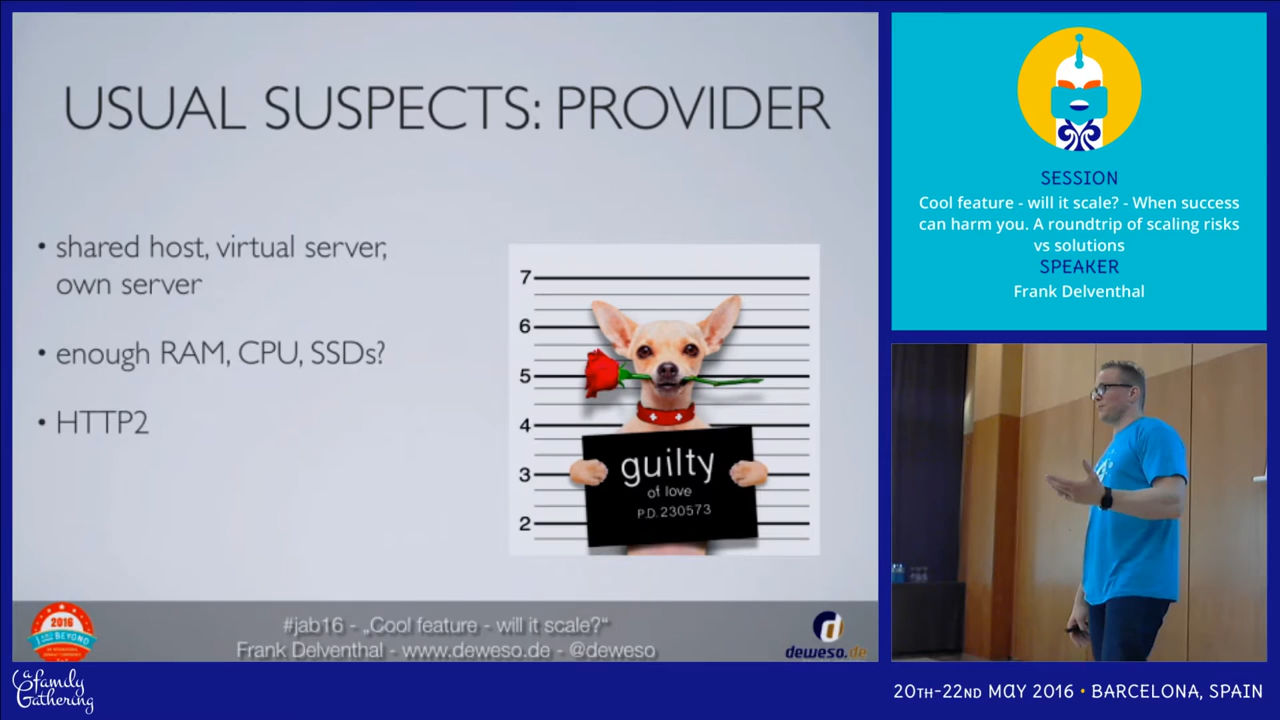 USUAL SUSPECTS: PROVIDER
• shared host, virtual server,
own server
• enough RAM, CPU, SSDs?
• HTTP2
7
6
5
4
3
2
guilty
of love
P.D. 230573
2016
#jab16 - „Cool feature - will it scale?“
Frank Delventhal - www.deweso.de - @deweso
deweso.de
SESSION
Cool feature - will it scale? - When success
can harm you. A roundtrip of scaling risks
vs solutions
SPEAKER
Frank Delventhal
a family
Gathering
20TH-22ND MAY 2016 • BARCELONA, SPAIN